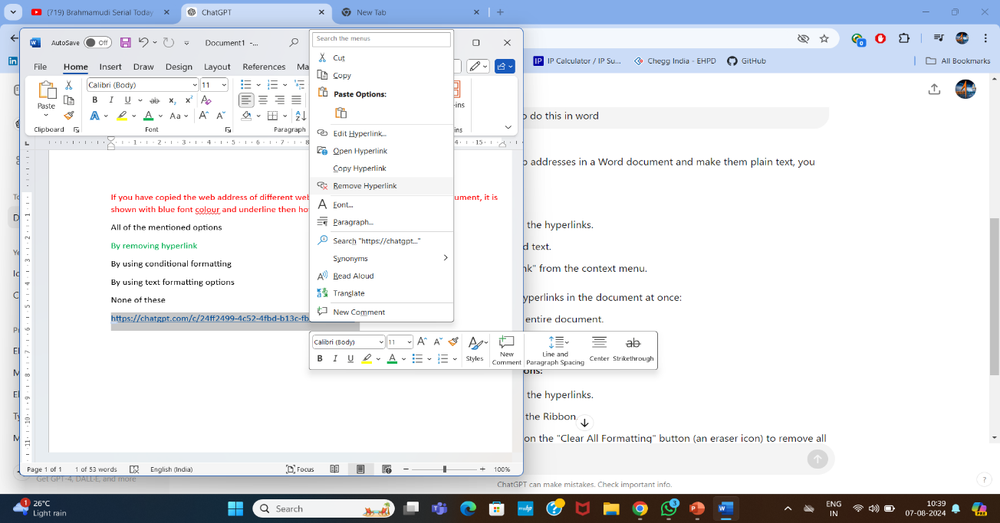 (719) Brahmamudi Serial Today
ChatGPT
New Tab
AutoSave Off
Document1 -...
Search the menus
IP Calculator / IP Su...
Chegg India - EHPD
GitHub
All Bookmarks
File Home Insert Draw Design Layout References Ma
Calibri (Body) 11
Paste
Clipboard
Font
Paragraph
Cut
Copy
Paste Options:
Edit Hyperlink...
Open Hyperlink
Copy Hyperlink
Remove Hyperlink
Font...
Paragraph...
Search "https://chatgpt..."
Synonyms
Read Aloud
Translate
New Comment
If you have copied the web address of different web
ument, it is
shown with blue font colour and underline then ho
All of the mentioned options
By removing hyperlink
By using conditional formatting
By using text formatting options
None of these
https://chatgpt.com/c/24ff2499-4c52-4fbd-b13c-fb
Calibri (Body) 11
Styles
New Comment
Line and Paragraph Spacing
Center
Strikethrough
o do this in word
addresses in a Word document and make them plain text, you
the hyperlinks.
d text.
nk" from the context menu.
yperlinks in the document at once:
entire document.
ons:
the hyperlinks.
the Ribbon.
on the "Clear All Formatting" button (an eraser icon) to remove all
Page 1 of 1
1 of 53 words
English (India)
Focus
100%
Get GPT-4, DALL·E, and more
ChatGPT can make mistakes. Check important info.
26°C
Light rain
Search
ENG
IN
10:39
07-08-2024